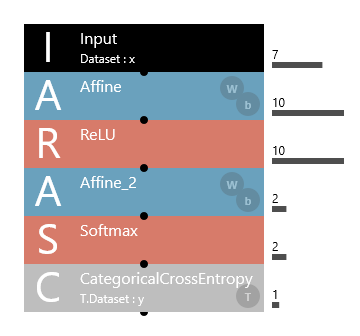 I Input 7
Dataset : x
A Affine W b 10
R ReLU 10
A Affine_2 W b 2
S Softmax 2
C CategoricalCrossEntropy 1
T.Dataset : y T